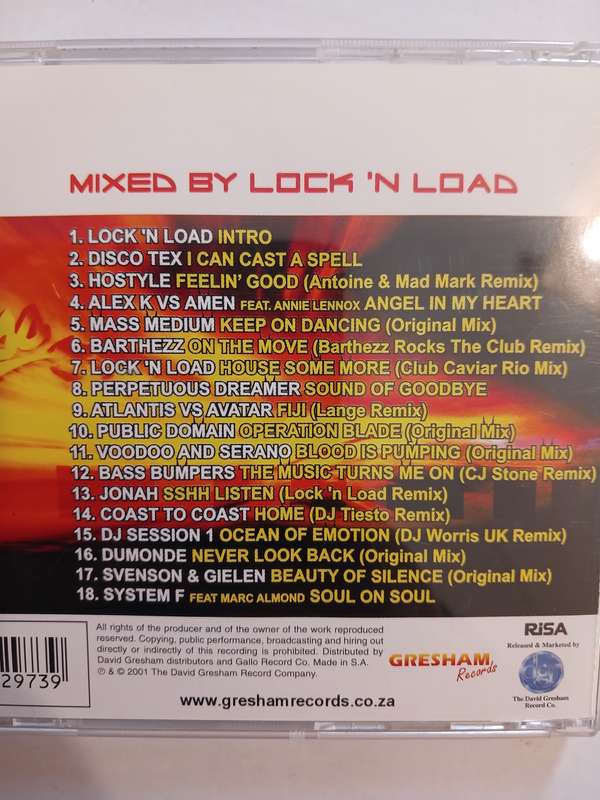 MIXED BY LOCK 'N LOAD
1. LOCK 'N LOAD INTRO
2. DISCO TEX I CAN CAST A SPELL
3. HOSTYLE FEELIN' GOOD (Antoine & Mad Mark Remix)
4. ALEX K VS AMEN FEAT. ANNIE LENNOX ANGEL IN MY HEART
5. MASS MEDIUM KEEP ON DANCING (Original Mix)
6. BARTHEZZ ON THE MOVE (Barthezz Rocks The Club Remix)
7. LOCK 'N LOAD HOUSE SOME MORE (Club Caviar Rio Mix)
8. PERPETUOUS DREAMER SOUND OF GOODBYE
9. ATLANTIS VS AVATAR FIJI (Lange Remix)
10. PUBLIC DOMAIN OPERATION BLADE (Original Mix)
11. VOODOO AND SERANO BLOOD IS PUMPING (Original Mix)
12. BASS BUMPERS THE MUSIC TURNS ME ON (CJ Stone Remix)
13. JONAH SSHH LISTEN (Lock 'n Load Remix)
14. COAST TO COAST HOME (DJ Tiesto Remix)
15. DJ SESSION 1 OCEAN OF EMOTION (DJ Worris UK Remix)
16. DUMONDE NEVER LOOK BACK (Original Mix)
17. SVENSON & GIELEN BEAUTY OF SILENCE (Original Mix)
18. SYSTEM F FEAT MARC ALMOND SOUL ON SOUL
29739
All rights of the producer and of the owner of the work reproduced
reserved. Copying, public performance, broadcasting and hiring out
directly or indirectly of this recording is prohibited. Distributed by
David Gresham distributors and Gallo Record Co. Made in S.A.
℗ & © 2001 The David Gresham Record Company.
GRESHAM
Records
RiSA
Released & Marketed by
The David Gresham
Record Co.
www.greshamrecords.co.za